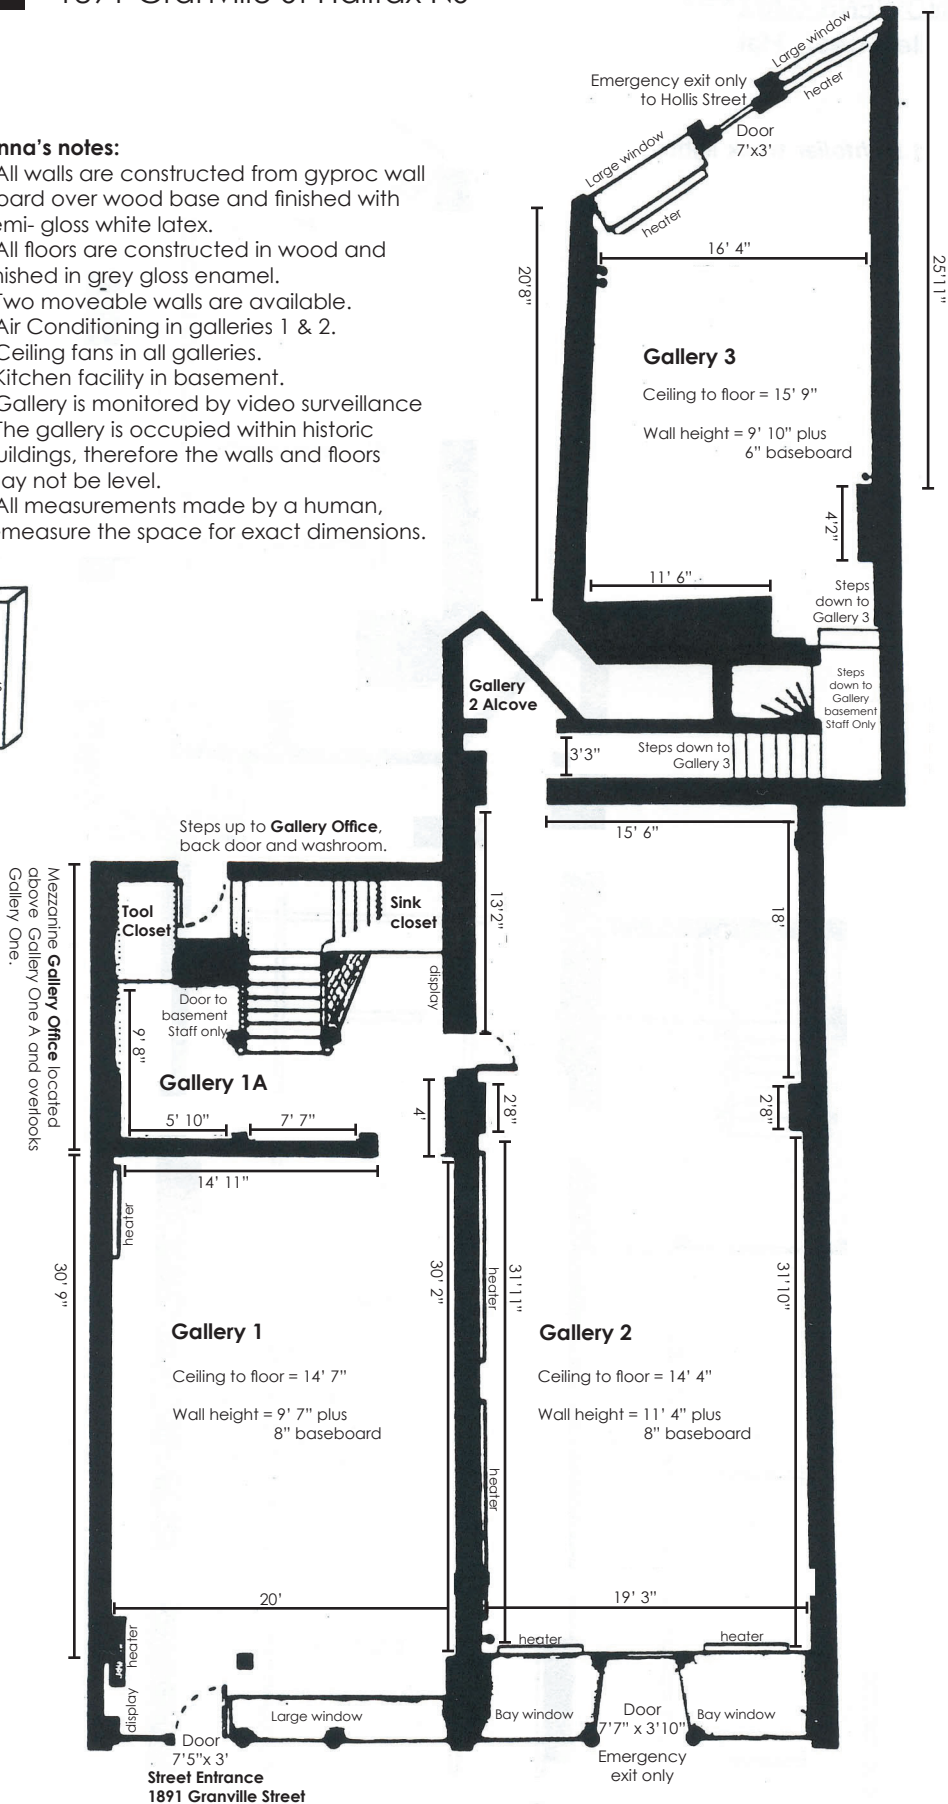 nna's notes:
All walls are constructed from gyproc wall
oard over wood base and finished with
emi- gloss white latex.
All floors are constructed in wood and
nished in grey gloss enamel.
Two moveable walls are available.
Air Conditioning in galleries 1 & 2.
Ceiling fans in all galleries.
Kitchen facility in basement.
Gallery is monitored by video surveillance
The gallery is occupied within historic
uildings, therefore the walls and floors
ay not be level.
All measurements made by a human,
measure the space for exact dimensions.
Large window
heater
Emergency exit only
to Hollis Street
Door
7'x3'
Large window
heater
16' 4"
20'8"
25'11"
Gallery 3
Ceiling to floor = 15' 9"
Wall height = 9' 10" plus
6" baseboard
4'2"
11' 6"
Steps
down to
Gallery 3
Steps
down to
Gallery
basement
Staff Only
Gallery
2 Alcove
3'3"
Steps down to
Gallery 3
15' 6"
Steps up to Gallery Office,
back door and washroom.
Mezzanine Gallery Office located
above Gallery One A and overlooks
Gallery One.
Tool
Closet
Sink
closet
13'2"
18'
display
Door to
basement
Staff only
9' 8"
Gallery 1A
5' 10"
7' 7"
4'
2'8"
2'8"
14' 11"
heater
30' 9"
30' 2"
heater
31'11"
31'10"
Gallery 1
Ceiling to floor = 14' 7"
Wall height = 9' 7" plus
8" baseboard
Gallery 2
Ceiling to floor = 14' 4"
Wall height = 11' 4" plus
8" baseboard
heater
20'
19' 3"
heater
display
heater
heater
Large window
Bay window
Door
7'7" x 3'10"
Bay window
Emergency
exit only
Door
7'5"x 3'
Street Entrance
1891 Granville Street